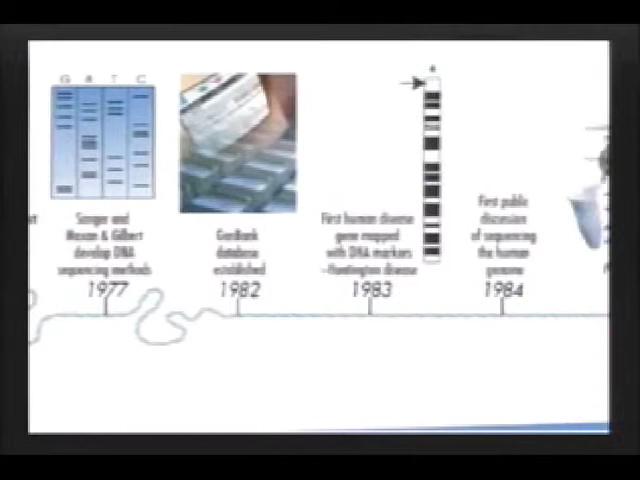 G A T C
4
Sanger and
Maxam & Gilbert
develop DNA
sequencing methods
1977
GenBank
database
established
1982
First human disease
gene mapped
with DNA markers
–Huntington disease
1983
First public
discussion
of sequencing
the human
genome
1984